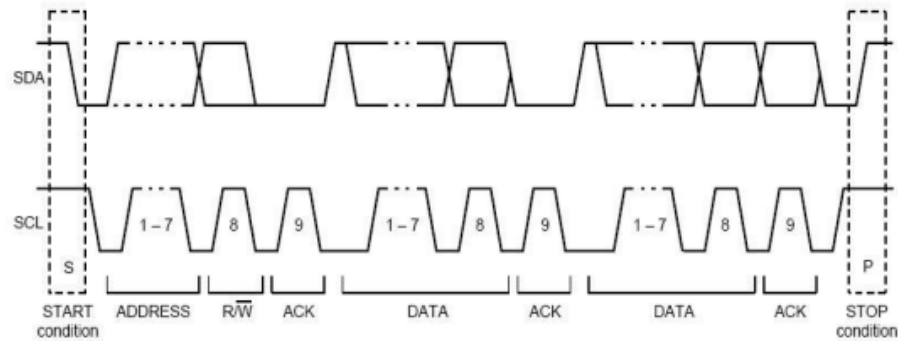 SDA
SCL
1 – 7
8
9
1 – 7
8
9
1 – 7
8
9
S
P
START
condition
ADDRESS
R/W̅
ACK
DATA
ACK
DATA
ACK
STOP
condition